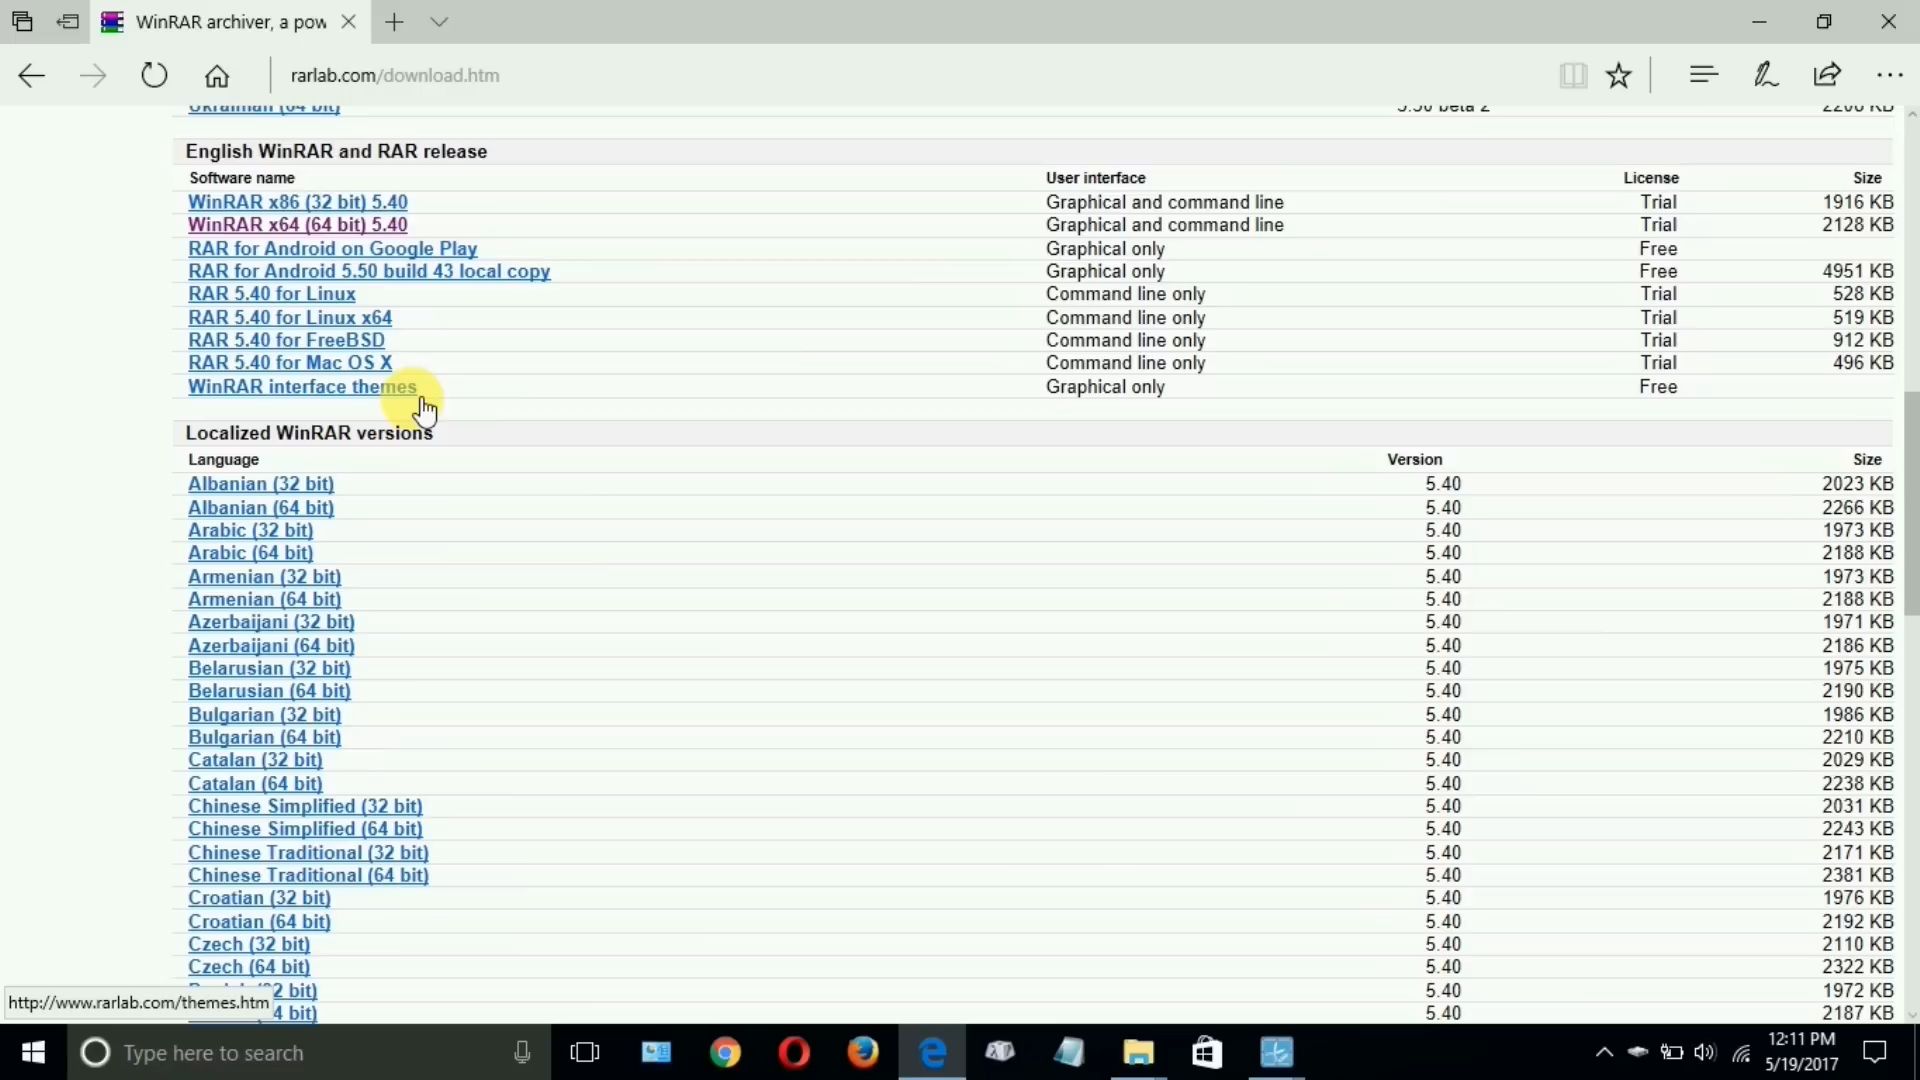 WinRAR archiver, a pow
rarlab.com/download.htm
Ukrainian (64 bit) 5.50 beta 2 2206 KB
English WinRAR and RAR release
Software name User interface License Size
WinRAR x86 (32 bit) 5.40 Graphical and command line Trial 1916 KB
WinRAR x64 (64 bit) 5.40 Graphical and command line Trial 2128 KB
RAR for Android on Google Play Graphical only Free
RAR for Android 5.50 build 43 local copy Graphical only Free 4951 KB
RAR 5.40 for Linux Command line only Trial 528 KB
RAR 5.40 for Linux x64 Command line only Trial 519 KB
RAR 5.40 for FreeBSD Command line only Trial 912 KB
RAR 5.40 for Mac OS X Command line only Trial 496 KB
WinRAR interface themes Graphical only Free
Localized WinRAR versions
Language Version Size
Albanian (32 bit) 5.40 2023 KB
Albanian (64 bit) 5.40 2266 KB
Arabic (32 bit) 5.40 1973 KB
Arabic (64 bit) 5.40 2188 KB
Armenian (32 bit) 5.40 1973 KB
Armenian (64 bit) 5.40 2188 KB
Azerbaijani (32 bit) 5.40 1971 KB
Azerbaijani (64 bit) 5.40 2186 KB
Belarusian (32 bit) 5.40 1975 KB
Belarusian (64 bit) 5.40 2190 KB
Bulgarian (32 bit) 5.40 1986 KB
Bulgarian (64 bit) 5.40 2210 KB
Catalan (32 bit) 5.40 2029 KB
Catalan (64 bit) 5.40 2238 KB
Chinese Simplified (32 bit) 5.40 2031 KB
Chinese Simplified (64 bit) 5.40 2243 KB
Chinese Traditional (32 bit) 5.40 2171 KB
Chinese Traditional (64 bit) 5.40 2381 KB
Croatian (32 bit) 5.40 1976 KB
Croatian (64 bit) 5.40 2192 KB
Czech (32 bit) 5.40 2110 KB
Czech (64 bit) 5.40 2322 KB
2 bit) 5.40 1972 KB
http://www.rarlab.com/themes.htm
4 bit) 5.40 2187 KB
Type here to search
12:11 PM
5/19/2017